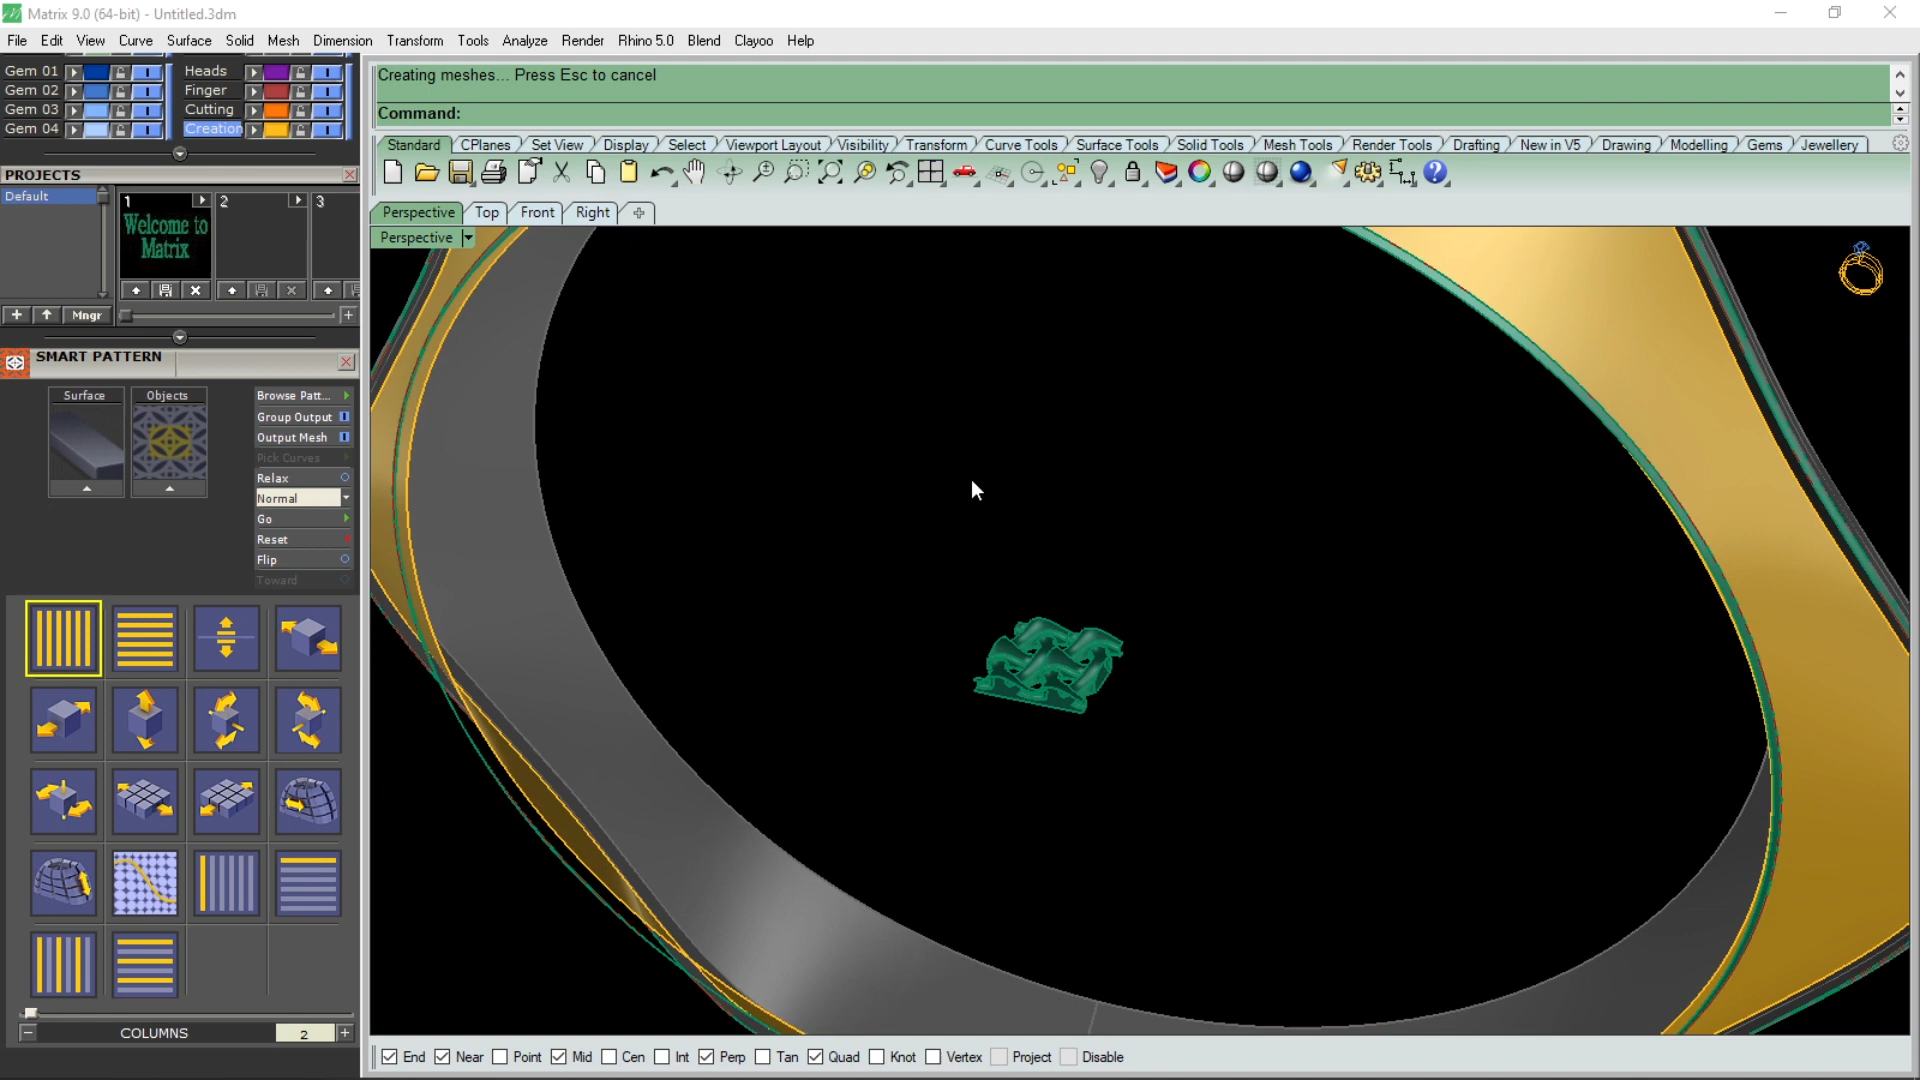 Matrix 9.0 (64-bit) - Untitled.3dm
File Edit View Curve Surface Solid Mesh Dimension Transform Tools Analyze Render Rhino 5.0 Blend Clayoo Help
Gem 01 Heads
Gem 02 Finger
Gem 03 Cutting
Gem 04 Creation
Creating meshes... Press Esc to cancel
Command:
Standard CPlanes Set View Display Select Viewport Layout Visibility Transform Curve Tools Surface Tools Solid Tools Mesh Tools Render Tools Drafting New in V5 Drawing Modelling Gems Jewellery
PROJECTS
Default
1 2 3
Welcome to
Matrix
Mngr
Perspective Top Front Right
Perspective
SMART PATTERN
Surface Objects
Browse Patt...
Group Output
Output Mesh
Pick Curves
Relax
Normal
Go
Reset
Flip
Toward
COLUMNS 2
End Near Point Mid Cen Int Perp Tan Quad Knot Vertex Project Disable